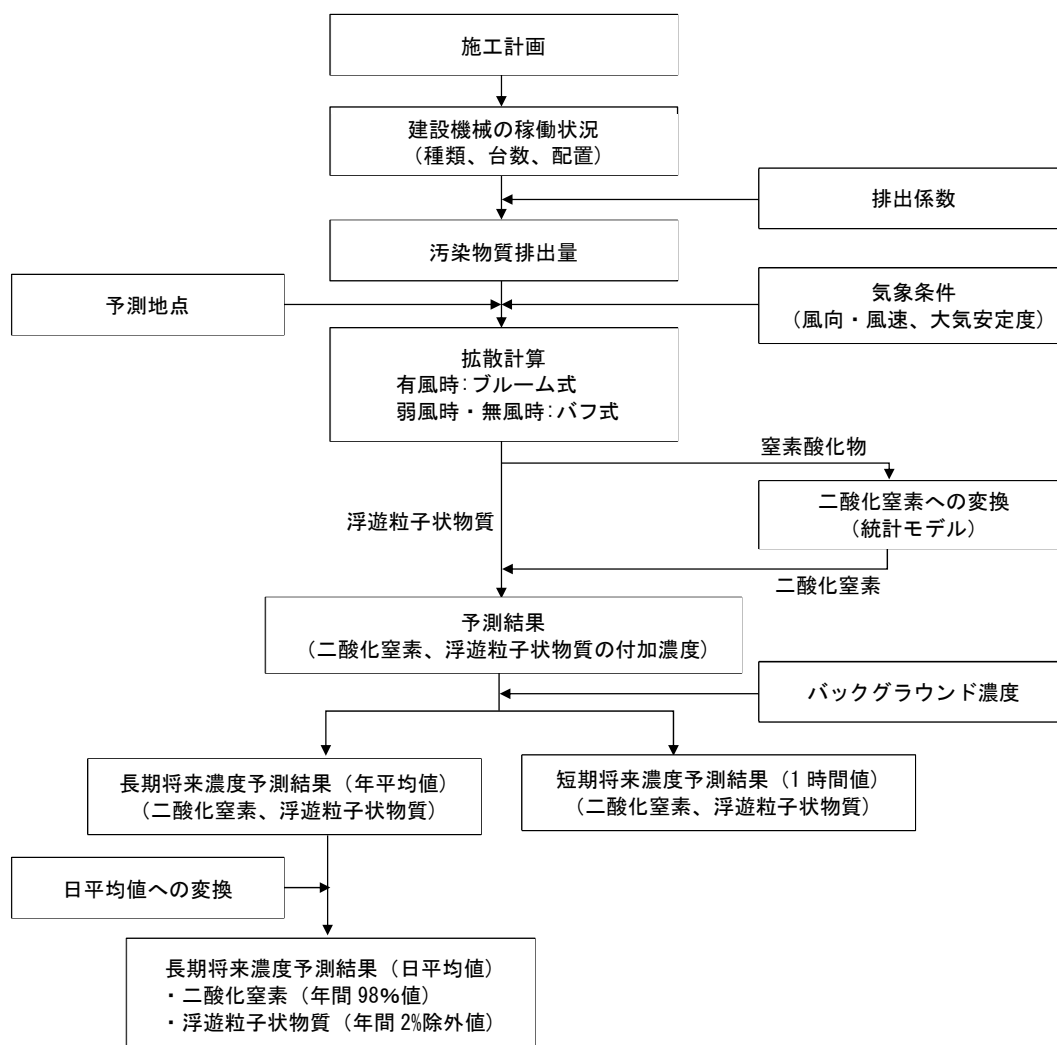 施工計画
建設機械の稼働状況
（種類、台数、配置）
排出係数
汚染物質排出量
予測地点
気象条件
（風向・風速、大気安定度）
拡散計算
有風時：ブルーム式
弱風時・無風時：パフ式
窒素酸化物
二酸化窒素への変換
（統計モデル）
浮遊粒子状物質
二酸化窒素
予測結果
（二酸化窒素、浮遊粒子状物質の付加濃度）
バックグラウンド濃度
長期将来濃度予測結果（年平均値）
（二酸化窒素、浮遊粒子状物質）
短期将来濃度予測結果（1 時間値）
（二酸化窒素、浮遊粒子状物質）
日平均値への変換
長期将来濃度予測結果（日平均値）
・二酸化窒素（年間 98%値）
・浮遊粒子状物質（年間 2%除外値）